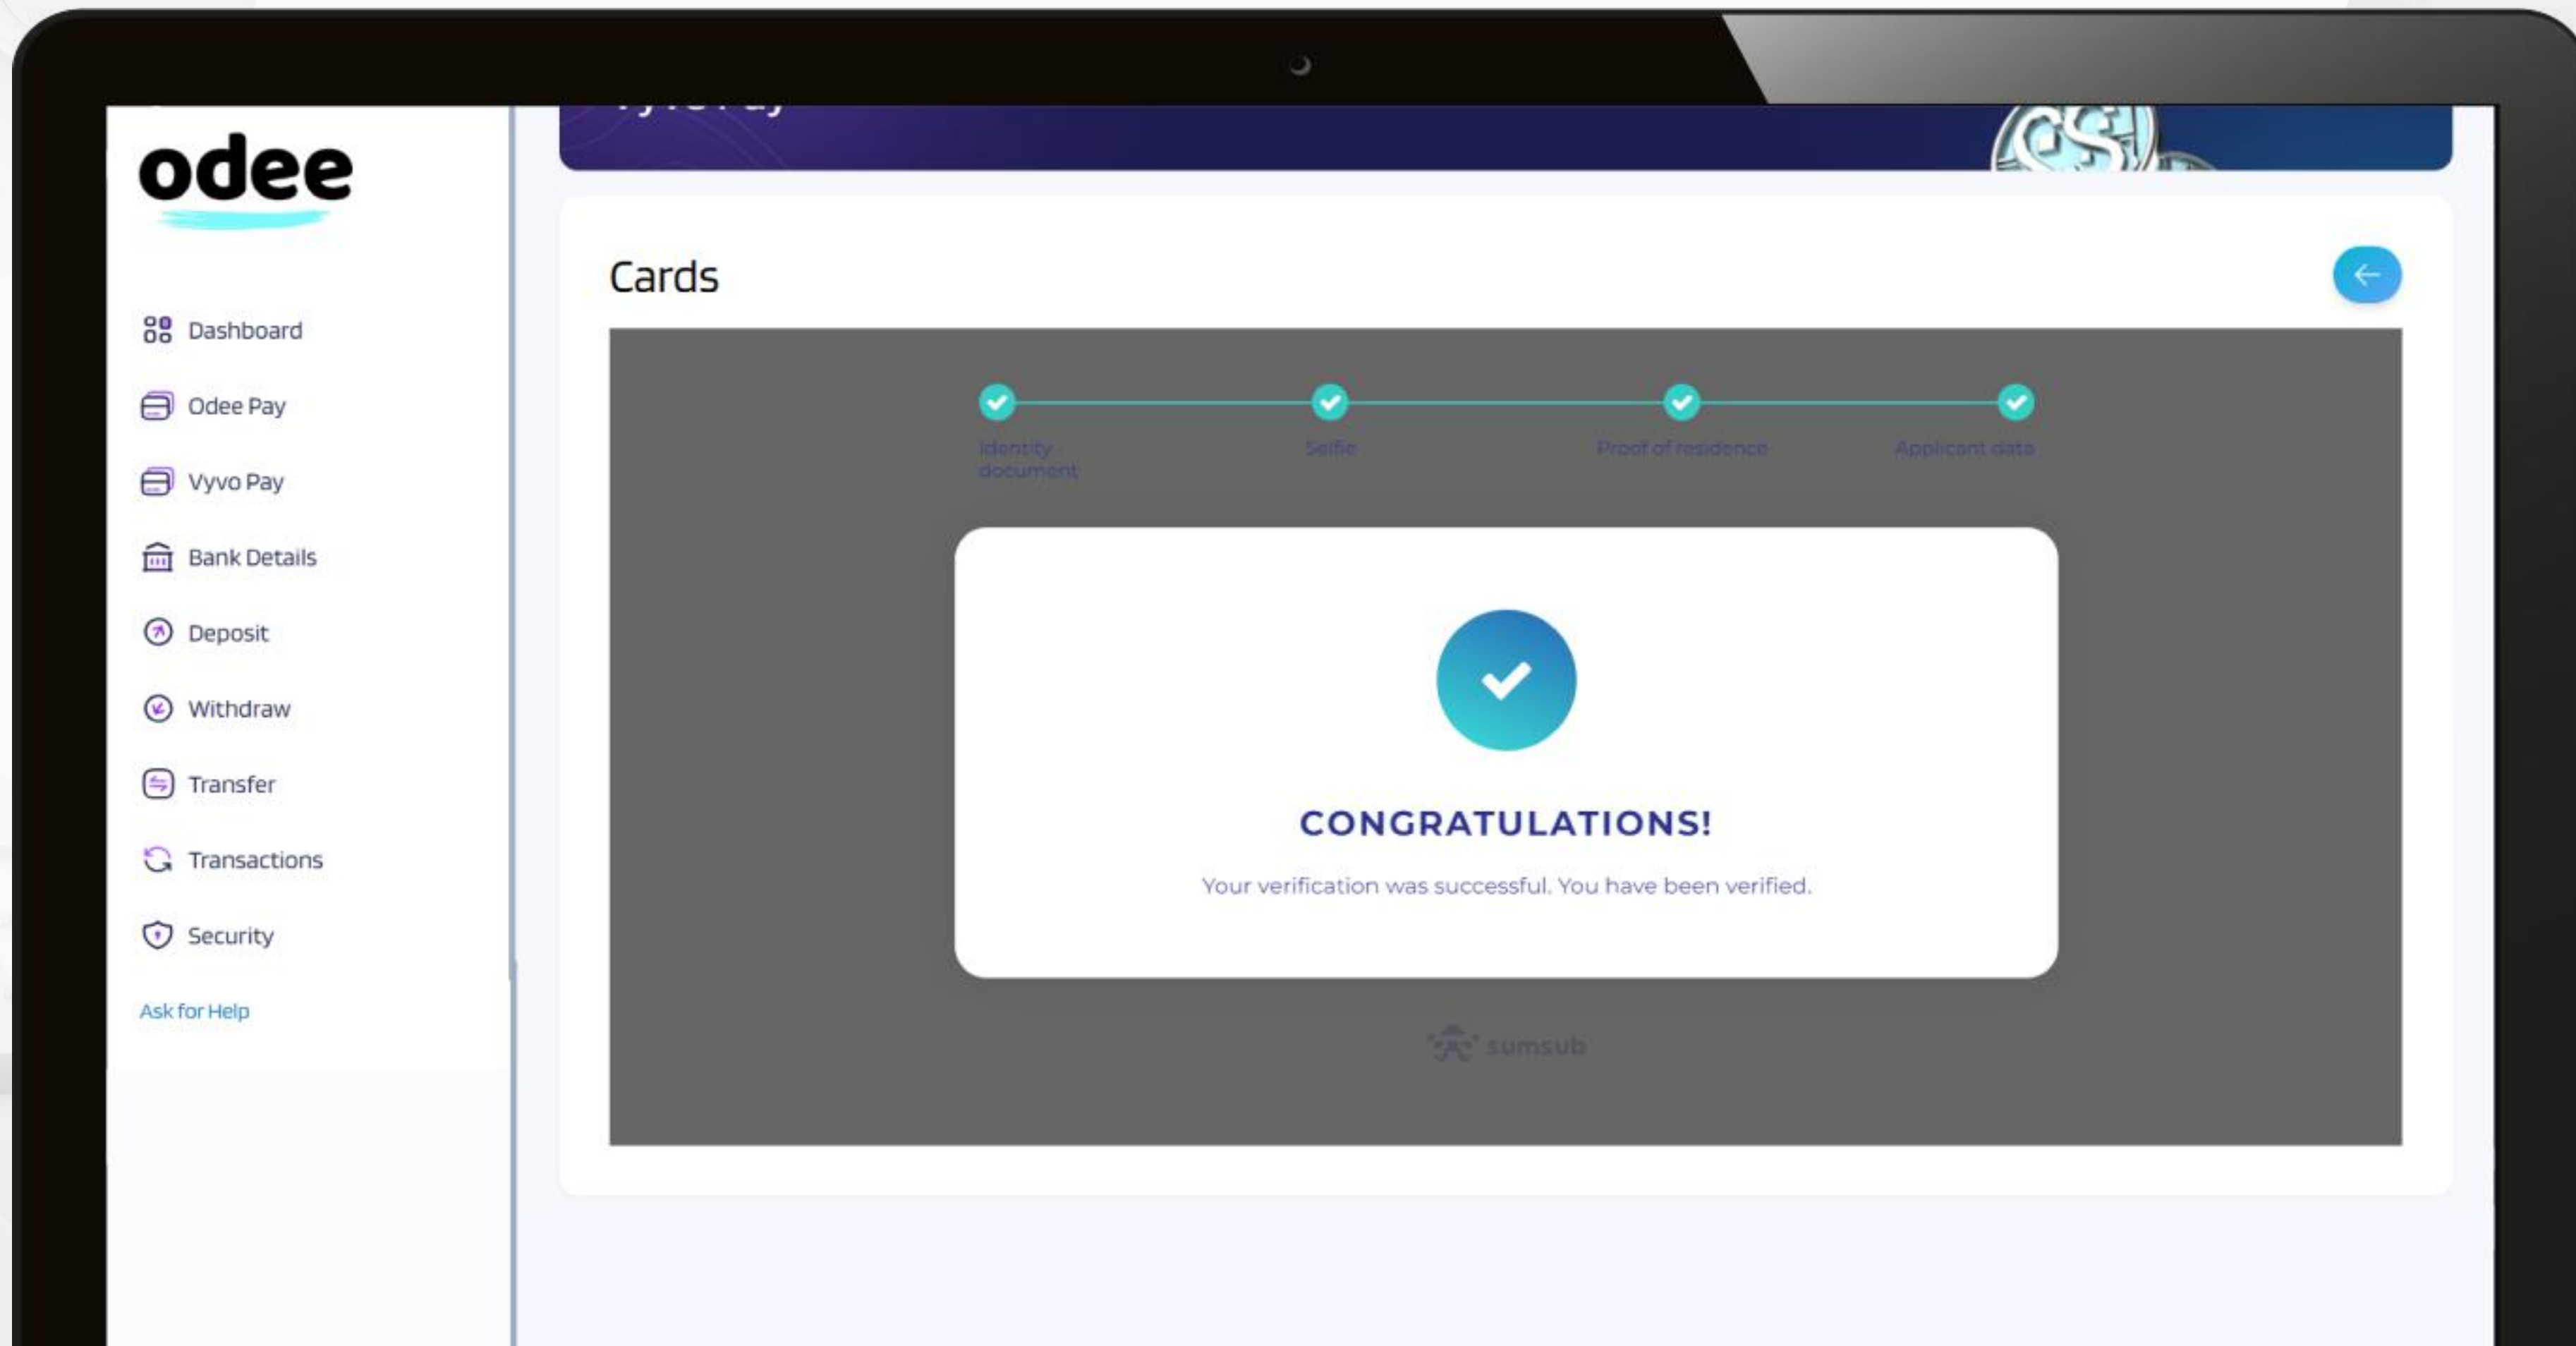 odee
Dashboard
Odee Pay
Vyvo Pay
Bank Details
Deposit
Withdraw
Transfer
Transactions
Security
Ask for Help
Cards
Identity
document
Selfie
Proof of residence
Applicant data
CONGRATULATIONS!
Your verification was successful. You have been verified.
sumsub